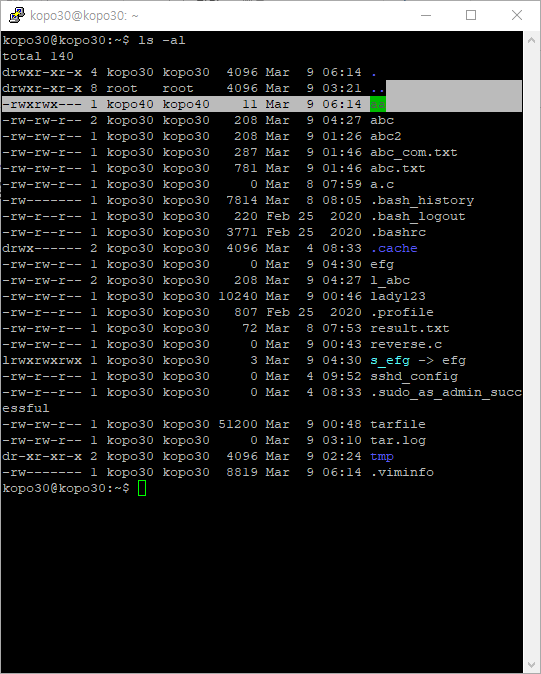 kopo30@kopo30: ~
kopo30@kopo30:~$ ls -al
total 140
drwxr-xr-x 4 kopo30 kopo30  4096 Mar  9 06:14 .
drwxr-xr-x 8 root   root    4096 Mar  9 03:21 ..
-rwxrwx--- 1 kopo40 kopo40    11 Mar  9 06:14 aa
-rw-rw-r-- 2 kopo30 kopo30   208 Mar  9 04:27 abc
-rw-rw-r-- 1 kopo30 kopo30   208 Mar  9 01:26 abc2
-rw-rw-r-- 1 kopo30 kopo30   287 Mar  9 01:46 abc_com.txt
-rw-rw-r-- 1 kopo30 kopo30   781 Mar  9 01:46 abc.txt
-rw-rw-r-- 1 kopo30 kopo30     0 Mar  8 07:59 a.c
-rw------- 1 kopo30 kopo30  7814 Mar  8 08:05 .bash_history
-rw-r--r-- 1 kopo30 kopo30   220 Feb 25  2020 .bash_logout
-rw-r--r-- 1 kopo30 kopo30  3771 Feb 25  2020 .bashrc
drwx------ 2 kopo30 kopo30  4096 Mar  4 08:33 .cache
-rw-rw-r-- 1 kopo30 kopo30     0 Mar  9 04:30 efg
-rw-rw-r-- 2 kopo30 kopo30   208 Mar  9 04:27 l_abc
-rw-rw-r-- 1 kopo30 kopo30 10240 Mar  9 00:46 lady123
-rw-r--r-- 1 kopo30 kopo30   807 Feb 25  2020 .profile
-rw-rw-r-- 1 kopo30 kopo30    72 Mar  8 07:53 result.txt
-rw-rw-r-- 1 kopo30 kopo30     0 Mar  9 00:43 reverse.c
lrwxrwxrwx 1 kopo30 kopo30     3 Mar  9 04:30 s_efg -> efg
-rw-r--r-- 1 kopo30 kopo30     0 Mar  4 09:52 sshd_config
-rw-r--r-- 1 kopo30 kopo30     0 Mar  4 08:33 .sudo_as_admin_succ
essful
-rw-rw-r-- 1 kopo30 kopo30 51200 Mar  9 00:48 tarfile
-rw-rw-r-- 1 kopo30 kopo30     0 Mar  9 03:10 tar.log
dr-xr-xr-x 2 kopo30 kopo30  4096 Mar  9 02:24 tmp
-rw------- 1 kopo30 kopo30  8819 Mar  9 06:14 .viminfo
kopo30@kopo30:~$